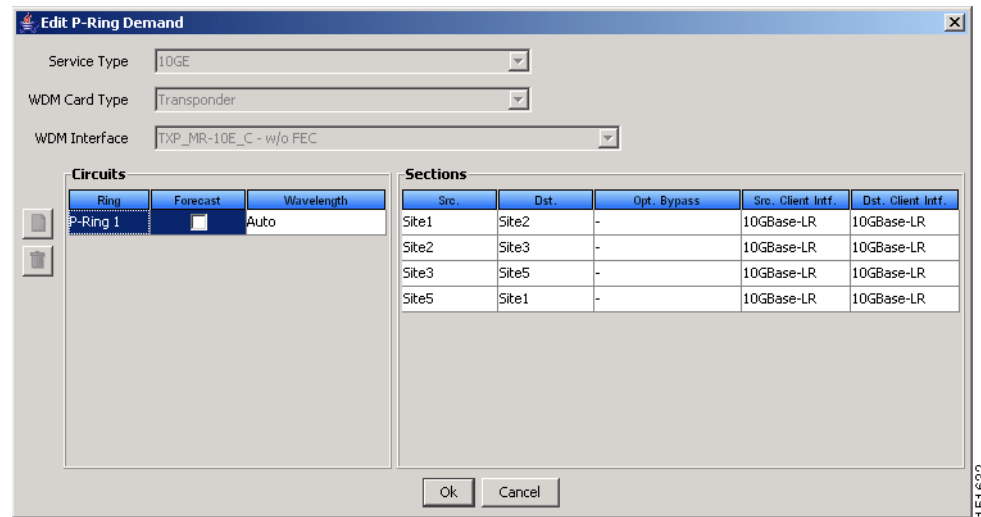 Edit P-Ring Demand
Service Type 10GE
WDM Card Type Transponder
WDM Interface TXP_MR-10E_C - w/o FEC
Circuits
Ring Forecast Wavelength
P-Ring 1 Auto
Sections
Src. Dst. Opt. Bypass Src. Client Intf. Dst. Client Intf.
Site1 Site2 - 10GBase-LR 10GBase-LR
Site2 Site3 - 10GBase-LR 10GBase-LR
Site3 Site5 - 10GBase-LR 10GBase-LR
Site5 Site1 - 10GBase-LR 10GBase-LR
Ok Cancel